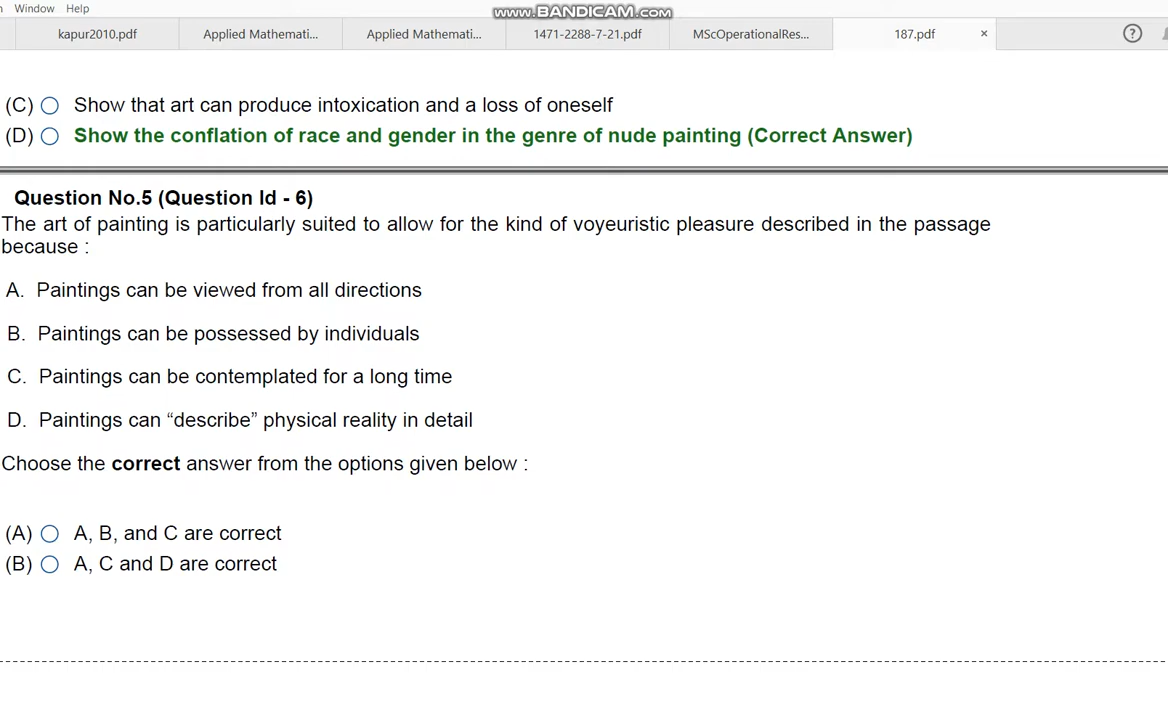 Window Help
www.BANDICAM.com
kapur2010.pdf Applied Mathemati... Applied Mathemati... 1471-2288-7-21.pdf MScOperationalRes... 187.pdf × ?
(C) Show that art can produce intoxication and a loss of oneself
(D) Show the conflation of race and gender in the genre of nude painting (Correct Answer)
Question No.5 (Question Id - 6)
The art of painting is particularly suited to allow for the kind of voyeuristic pleasure described in the passage
because :
A. Paintings can be viewed from all directions
B. Paintings can be possessed by individuals
C. Paintings can be contemplated for a long time
D. Paintings can “describe” physical reality in detail
Choose the correct answer from the options given below :
(A) A, B, and C are correct
(B) A, C and D are correct